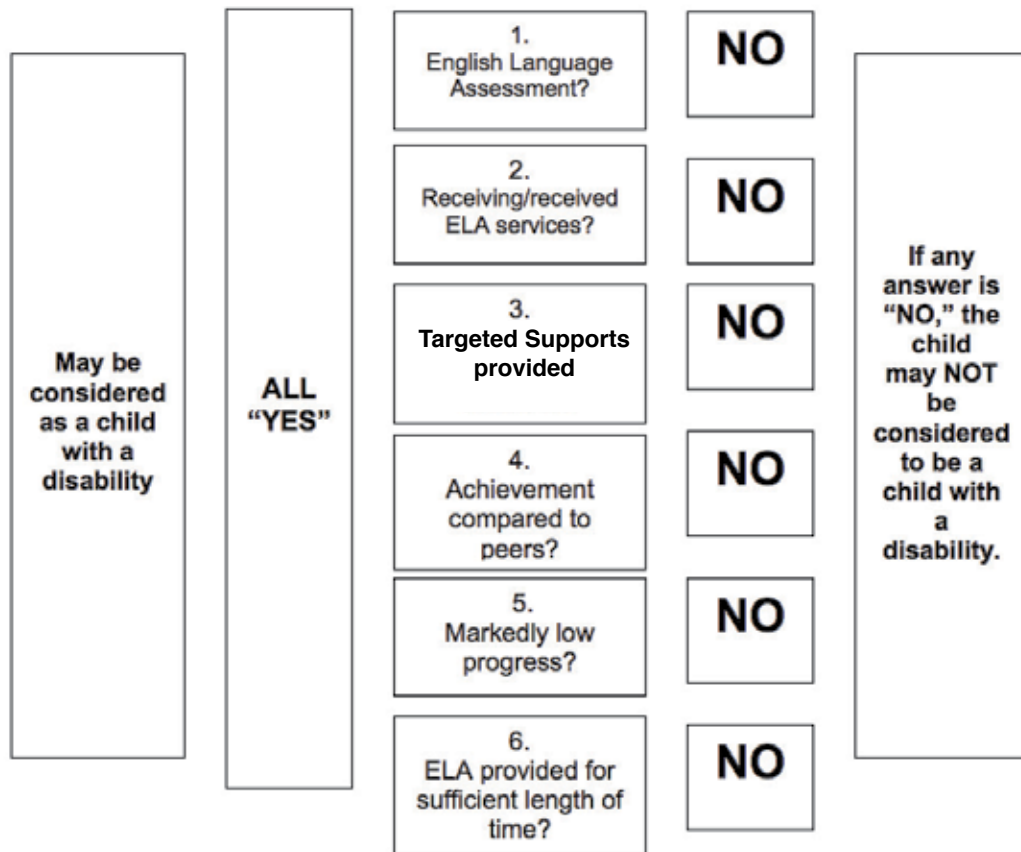 May be
considered
as a child
with a
disability
ALL
“YES”
1.
English Language
Assessment?
NO
2.
Receiving/received
ELA services?
NO
3.
Targeted Supports
provided
NO
4.
Achievement
compared to
peers?
NO
5.
Markedly low
progress?
NO
6.
ELA provided for
sufficient length of
time?
NO
If any
answer is
“NO,” the
child
may NOT
be
considered
to be a
child with
a
disability.